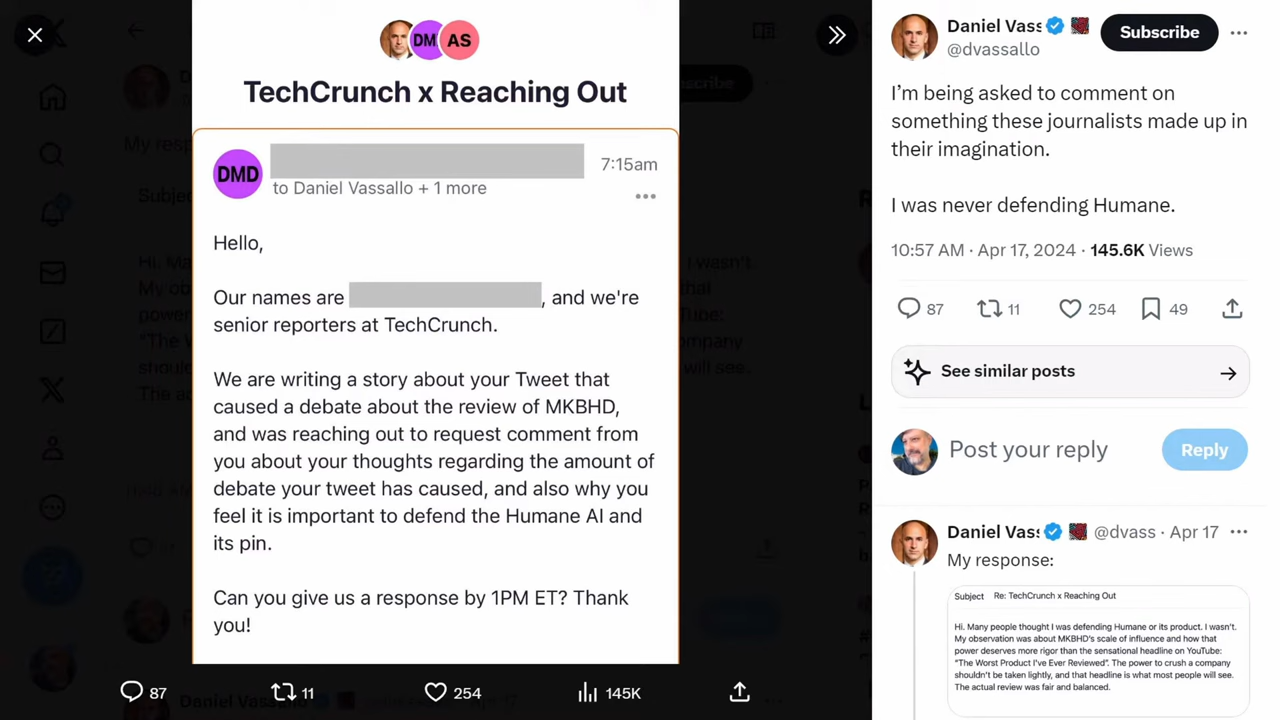 DM AS
TechCrunch x Reaching Out
DMD
7:15am
to Daniel Vassallo + 1 more
Hello,
Our names are , and we're
senior reporters at TechCrunch.
We are writing a story about your Tweet that
caused a debate about the review of MKBHD,
and was reaching out to request comment from
you about your thoughts regarding the amount of
debate your tweet has caused, and also why you
feel it is important to defend the Humane AI and
its pin.
Can you give us a response by 1PM ET? Thank
you!
87 11 254 145K
Daniel Vass
@dvassallo
Subscribe
I'm being asked to comment on
something these journalists made up in
their imagination.
I was never defending Humane.
10:57 AM · Apr 17, 2024 · 145.6K Views
87 11 254 49
See similar posts
Post your reply
Reply
Daniel Vass @dvass · Apr 17
My response:
Subject Re: TechCrunch x Reaching Out
Hi. Many people thought I was defending Humane or its product. I wasn't.
My observation was about MKBHD's scale of influence and how that
power deserves more rigor than the sensational headline on YouTube:
"The Worst Product I've Ever Reviewed". The power to crush a company
shouldn't be taken lightly, and that headline is what most people will see.
The actual review was fair and balanced.